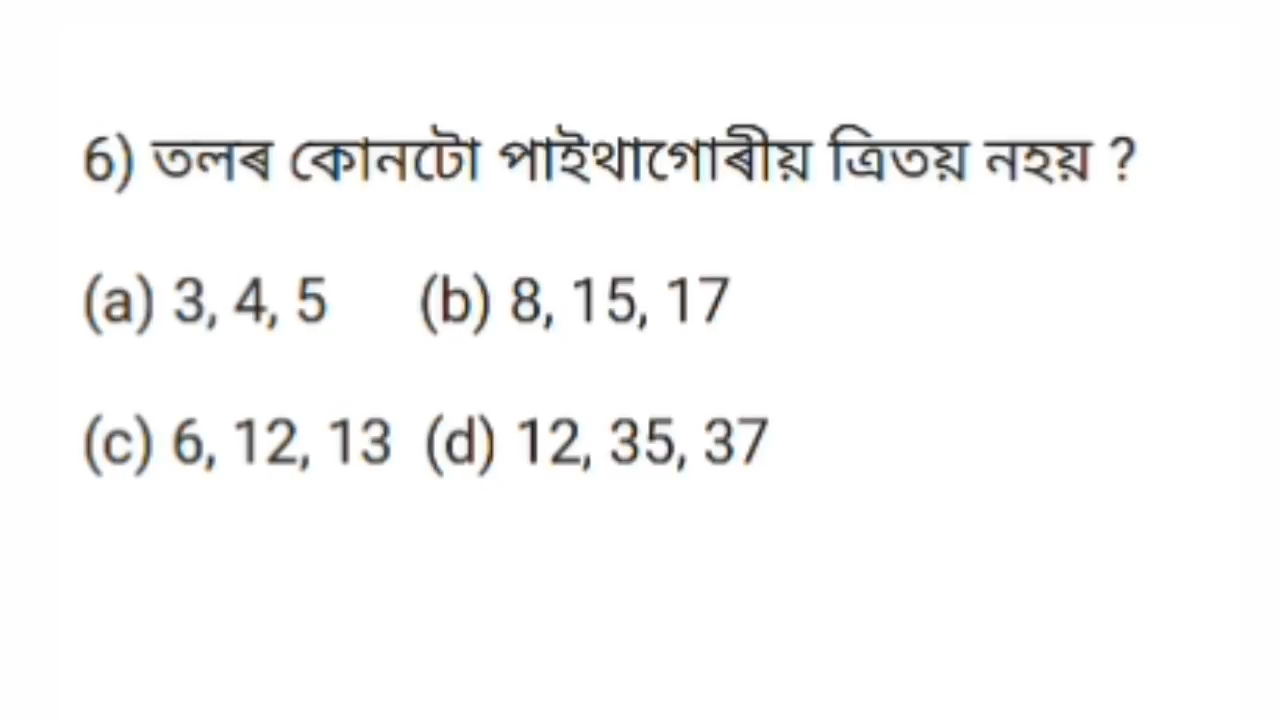 6) তলৰ কোনটো পাইথাগোৰীয় ত্ৰিতয় নহয় ?
(a) 3, 4, 5 (b) 8, 15, 17
(c) 6, 12, 13 (d) 12, 35, 37